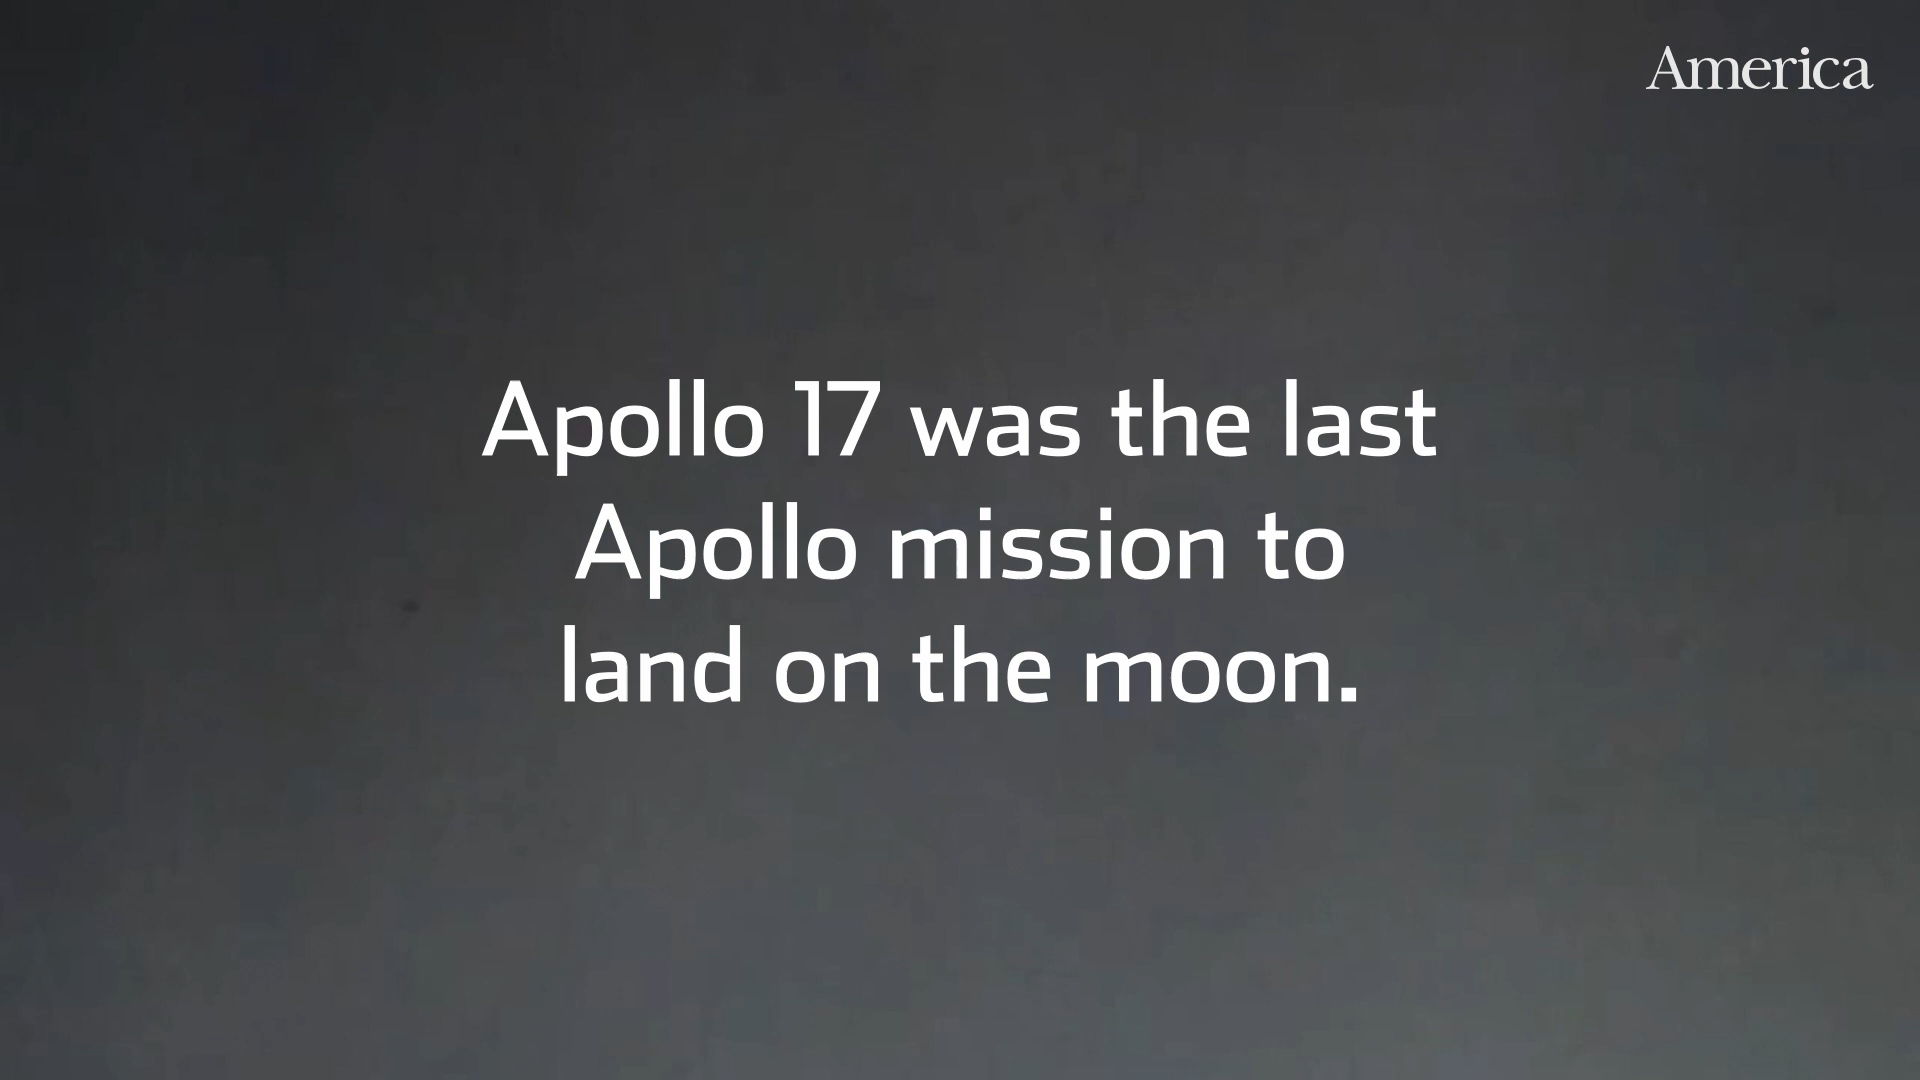 America
Apollo 17 was the last
Apollo mission to
land on the moon.